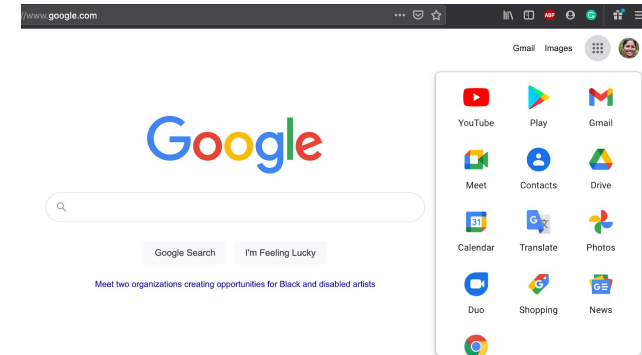 //www.google.com
ABP
Gmail Images
Google
Google Search I'm Feeling Lucky
Meet two organizations creating opportunities for Black and disabled artists
YouTube Play Gmail
Meet Contacts Drive
31
G
Calendar Translate Photos
G
GE
Duo Shopping News